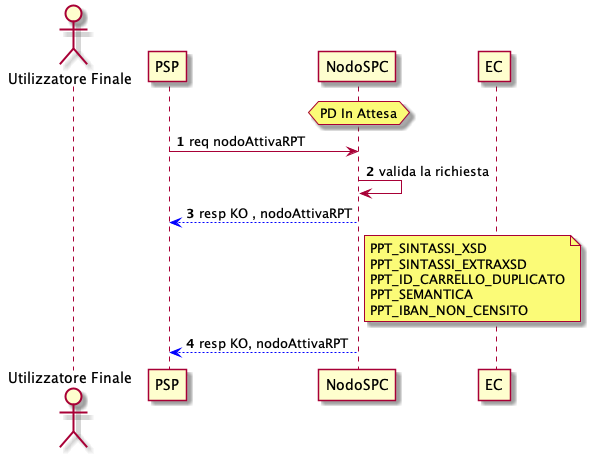 Utilizzatore Finale
PSP
NodoSPC
EC
PD In Attesa
1 req nodoAttivaRPT
2 valida la richiesta
3 resp KO , nodoAttivaRPT
PPT_SINTASSI_XSD
PPT_SINTASSI_EXTRAXSD
PPT_ID_CARRELLO_DUPLICATO
PPT_SEMANTICA
PPT_IBAN_NON_CENSITO
4 resp KO, nodoAttivaRPT
Utilizzatore Finale
PSP
NodoSPC
EC